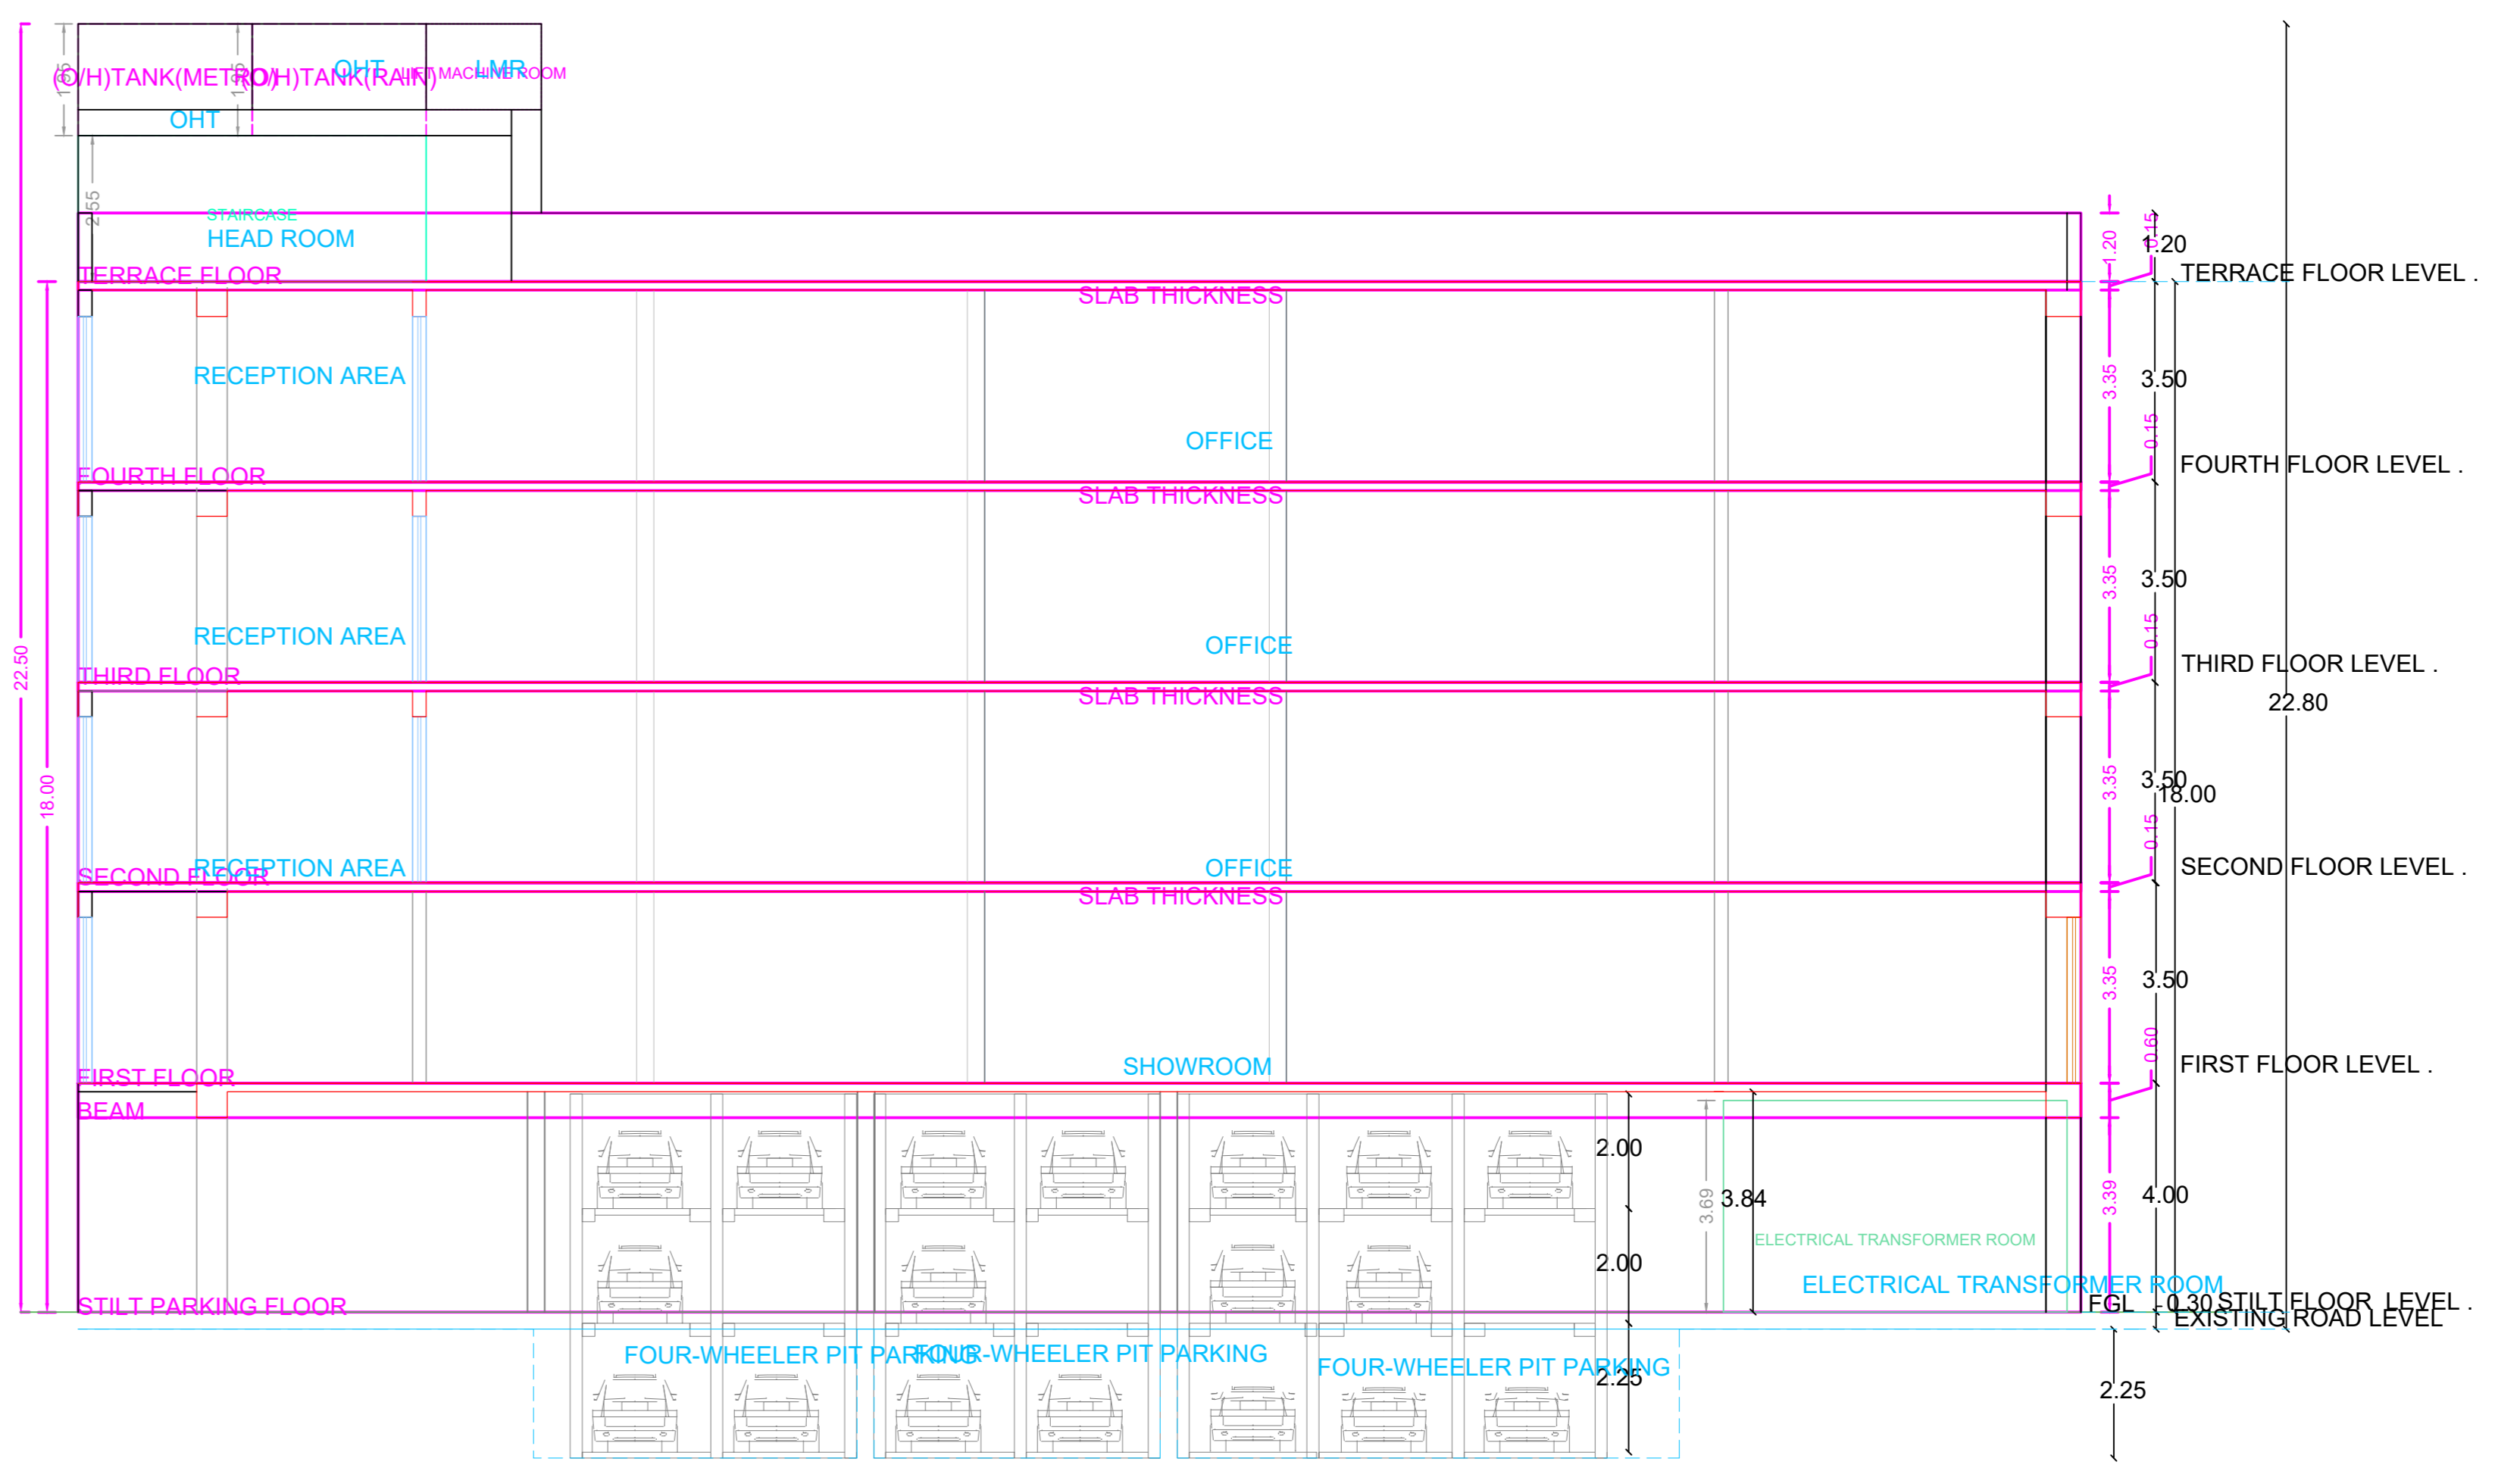 (O/H)TANK(METRO)
(O/H)TANK(RAIN)
OHT
LIFT MACHINE ROOM
LMR
1.95
1.95
OHT
2.55
STAIRCASE
HEAD ROOM
1.20
0.15
1.20
TERRACE FLOOR
TERRACE FLOOR LEVEL .
SLAB THICKNESS
RECEPTION AREA
3.35
3.50
OFFICE
0.15
FOURTH FLOOR
FOURTH FLOOR LEVEL .
SLAB THICKNESS
3.35
3.50
RECEPTION AREA
OFFICE
0.15
22.50
THIRD FLOOR
THIRD FLOOR LEVEL .
SLAB THICKNESS
22.80
18.00
3.35
3.50
18.00
0.15
RECEPTION AREA
OFFICE
SECOND FLOOR
SECOND FLOOR LEVEL .
SLAB THICKNESS
3.35
3.50
0.60
SHOWROOM
FIRST FLOOR
FIRST FLOOR LEVEL .
BEAM
2.00
3.69
3.84
3.39
4.00
ELECTRICAL TRANSFORMER ROOM
2.00
ELECTRICAL TRANSFORMER ROOM
STILT PARKING FLOOR
FGL
-0.30
STILT FLOOR LEVEL .
EXISTING ROAD LEVEL
FOUR-WHEELER PIT PARKING
FOUR-WHEELER PIT PARKING
FOUR-WHEELER PIT PARKING
2.25
2.25